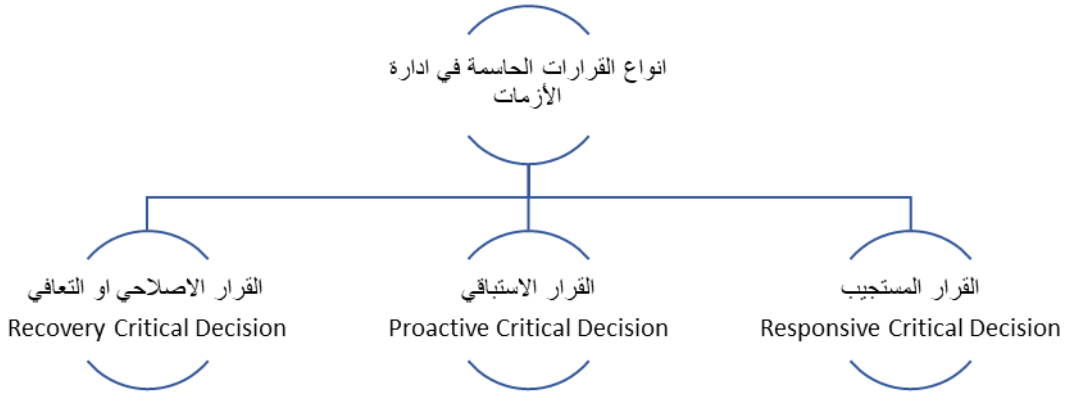 انواع القرارات الحاسمة في ادارة
الأزمات
القرار المستجيب
Responsive Critical Decision
القرار الاستباقي
Proactive Critical Decision
القرار الاصلاحي او التعافي
Recovery Critical Decision